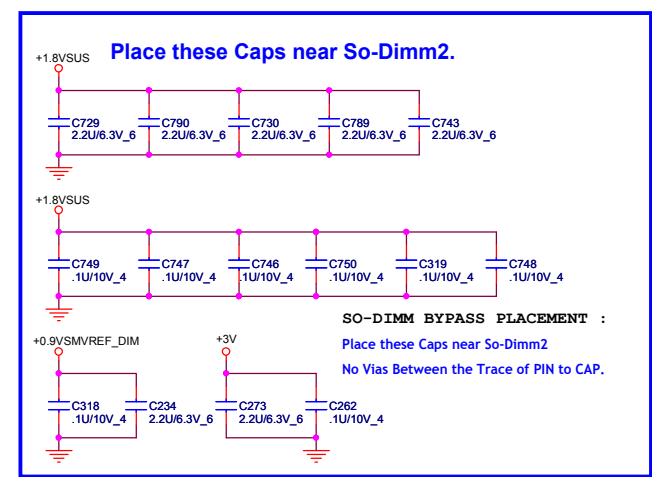 Place these Caps near So-Dimm2.
+1.8VSUS
C729
2.2U/6.3V_6
C790
2.2U/6.3V_6
C730
2.2U/6.3V_6
C789
2.2U/6.3V_6
C743
2.2U/6.3V_6
+1.8VSUS
C749
.1U/10V_4
C747
.1U/10V_4
C746
.1U/10V_4
C750
.1U/10V_4
C319
.1U/10V_4
C748
.1U/10V_4
SO-DIMM BYPASS PLACEMENT :
Place these Caps near So-Dimm2
No Vias Between the Trace of PIN to CAP.
+0.9VSMVREF_DIM
C318
.1U/10V_4
C234
2.2U/6.3V_6
+3V
C273
2.2U/6.3V_6
C262
.1U/10V_4